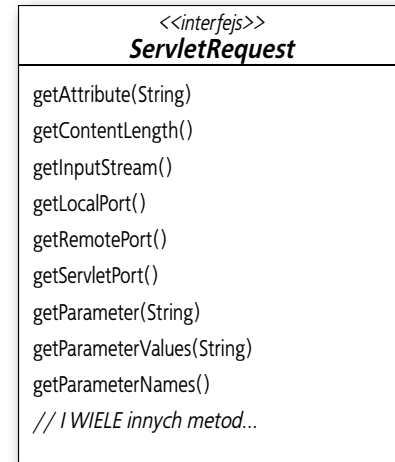 <<interfejs>>
ServletRequest
getAttribute(String)
getContentLength()
getInputStream()
getLocalPort()
getRemotePort()
getServletPort()
getParameter(String)
getParameterValues(String)
getParameterNames()
// I WIELE innych metod...